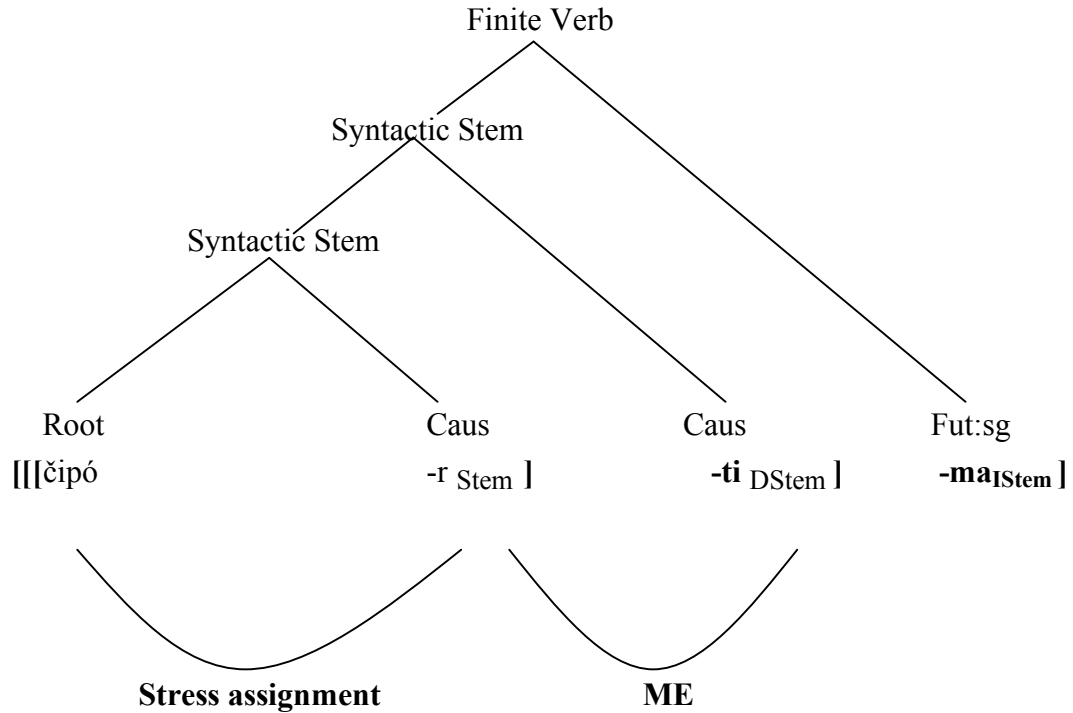 Finite Verb
Syntactic Stem
Syntactic Stem
Root Caus Caus Fut:sg
[[[čipó -r Stem ] -ti DStem ] -ma IStem ]
Stress assignment ME